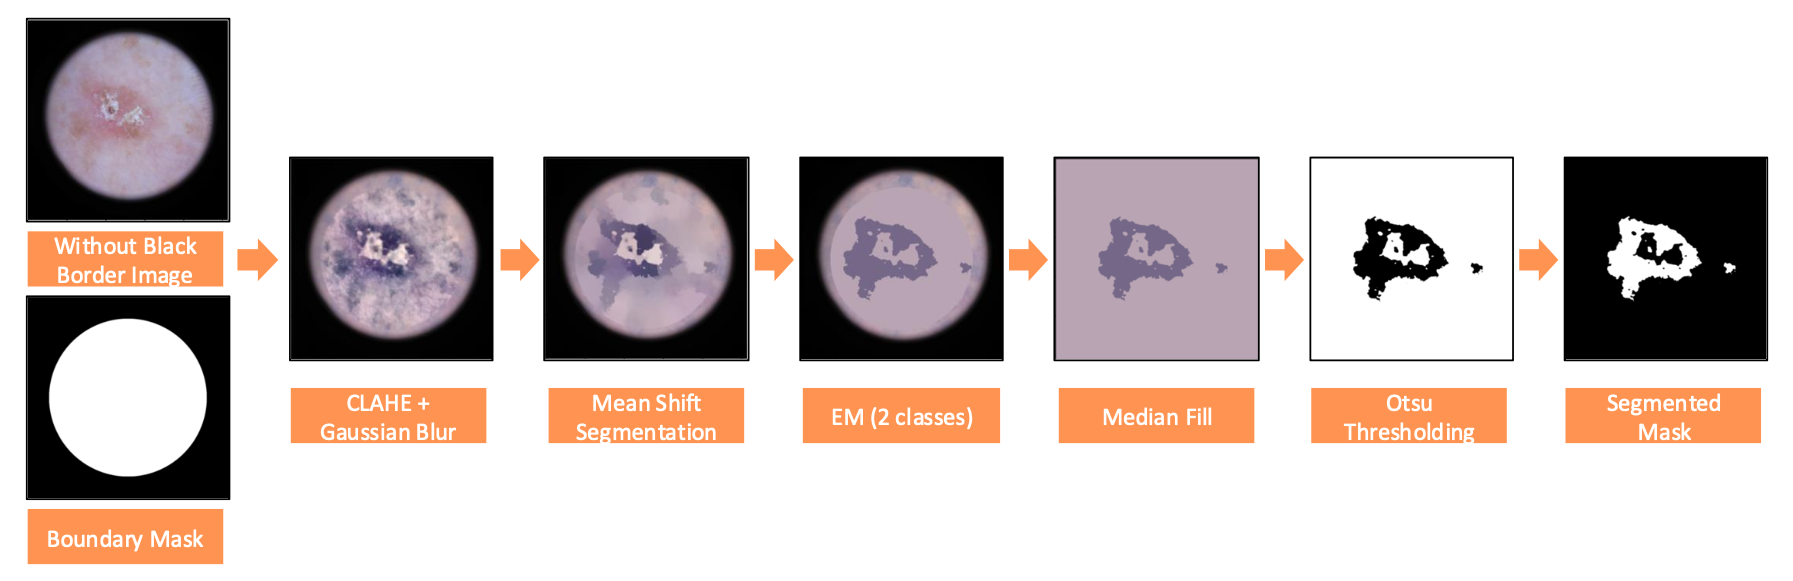 Without Black
Border Image
Boundary Mask
CLAHE +
Gaussian Blur
Mean Shift
Segmentation
EM (2 classes)
Median Fill
Otsu
Thresholding
Segmented
Mask